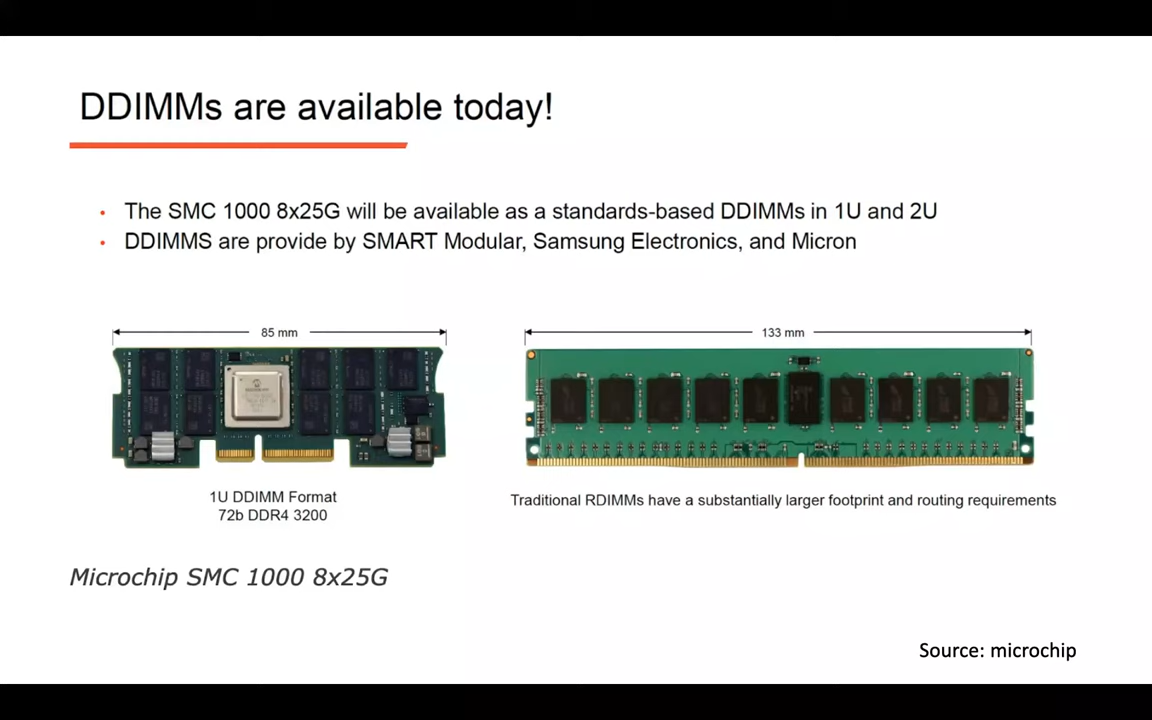 DDIMMs are available today!
• The SMC 1000 8x25G will be available as a standards-based DDIMMs in 1U and 2U
• DDIMMS are provide by SMART Modular, Samsung Electronics, and Micron
85 mm
133 mm
1U DDIMM Format
72b DDR4 3200
Traditional RDIMMs have a substantially larger footprint and routing requirements
Microchip SMC 1000 8x25G
Source: microchip